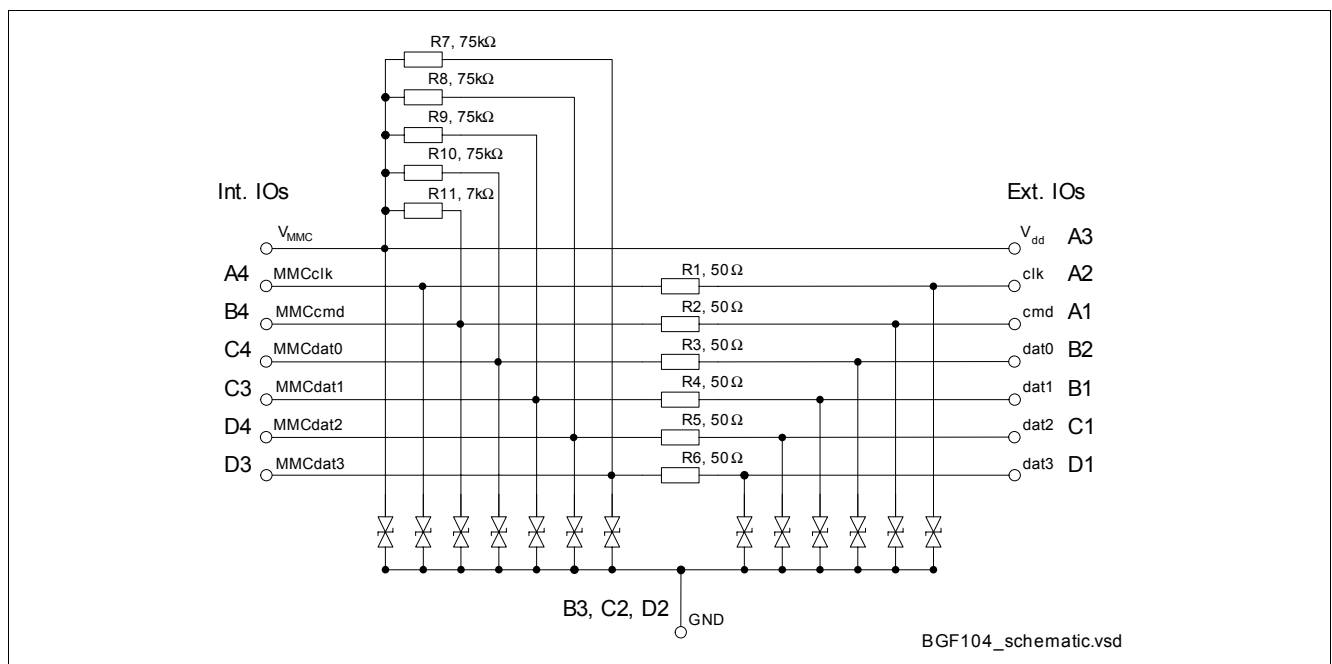 R7, 75kΩ
R8, 75kΩ
R9, 75kΩ
R10, 75kΩ
Int. IOs
R11, 7kΩ
Ext. IOs
VMMC
Vdd A3
A4 MMCclk
R1, 50Ω
clk A2
B4 MMCcmd
R2, 50Ω
cmd A1
C4 MMCdat0
R3, 50Ω
dat0 B2
C3 MMCdat1
R4, 50Ω
dat1 B1
D4 MMCdat2
R5, 50Ω
dat2 C1
D3 MMCdat3
R6, 50Ω
dat3 D1
B3, C2, D2
GND
BGF104_schematic.vsd